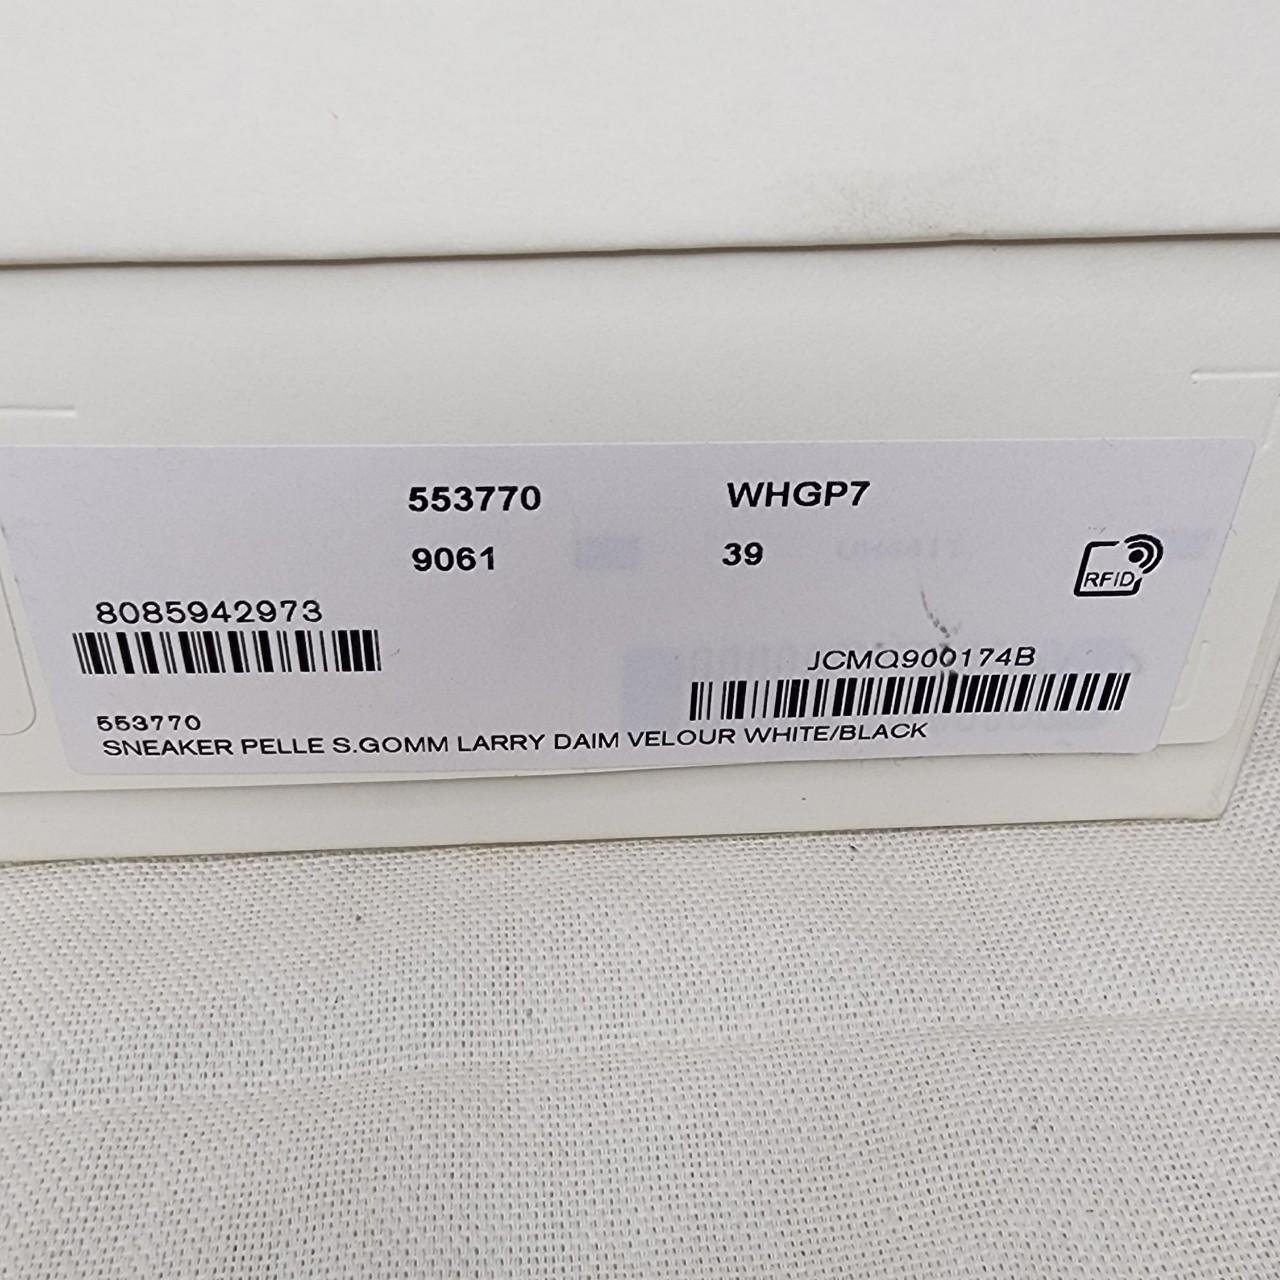 553770 WHGP7
9061 39
RFID
8085942973
JCMQ900174B
553770
SNEAKER PELLE S.GOMM LARRY DAIM VELOUR WHITE/BLACK